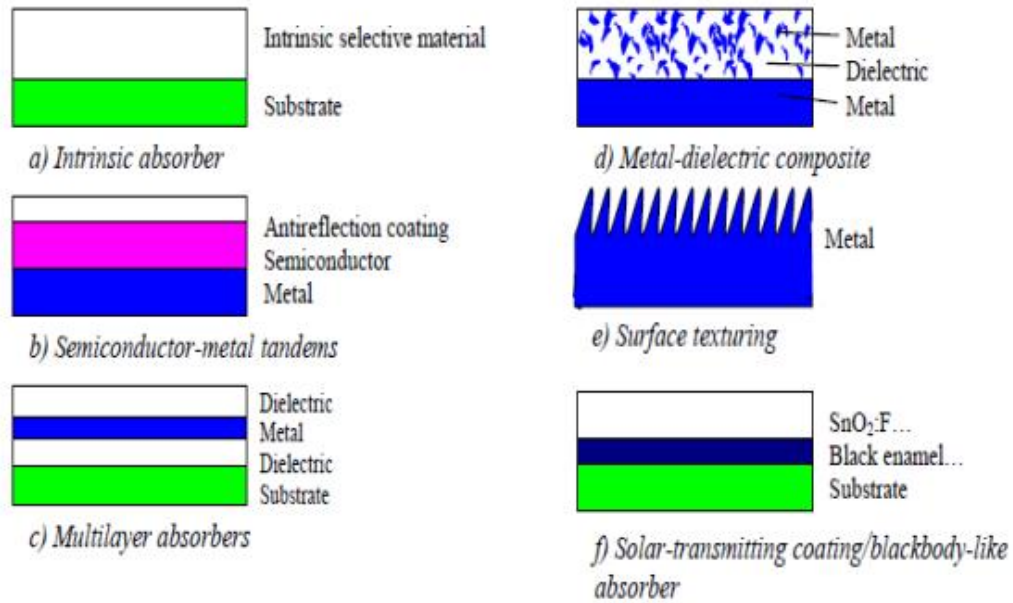 Intrinsic selective material
Substrate
a) Intrinsic absorber
Antireflection coating
Semiconductor
Metal
b) Semiconductor-metal tandems
Dielectric
Metal
Dielectric
Substrate
c) Multilayer absorbers
Metal
Dielectric
Metal
d) Metal-dielectric composite
Metal
e) Surface texturing
SnO₂:F...
Black enamel...
Substrate
f) Solar-transmitting coating/blackbody-like
absorber